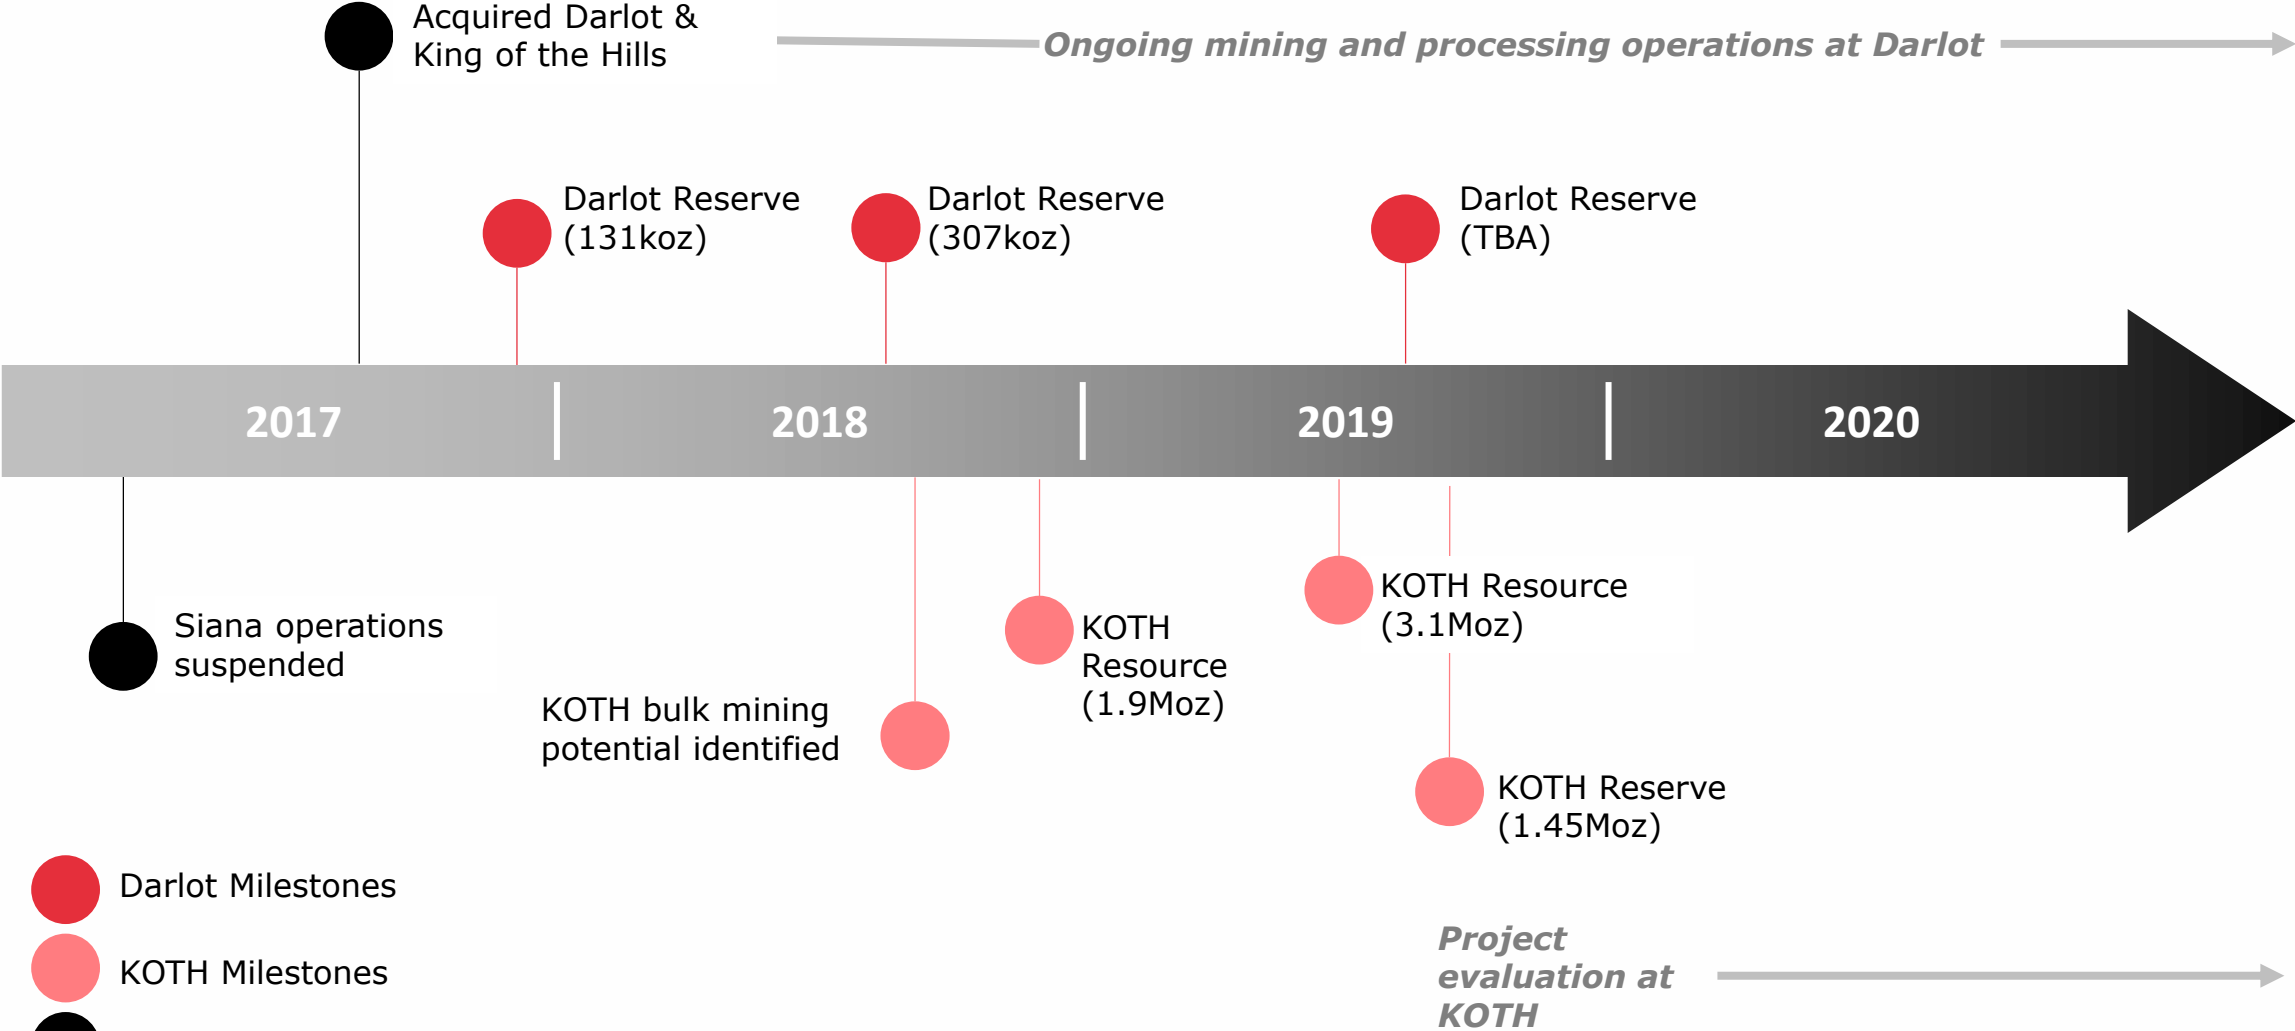 Acquired Darlot &
King of the Hills
Ongoing mining and processing operations at Darlot
Darlot Reserve
(131koz)
Darlot Reserve
(307koz)
Darlot Reserve
(TBA)
2017
2018
2019
2020
Siana operations
suspended
KOTH bulk mining
potential identified
KOTH
Resource
(1.9Moz)
KOTH Resource
(3.1Moz)
KOTH Reserve
(1.45Moz)
Darlot Milestones
KOTH Milestones
Project
evaluation at
KOTH